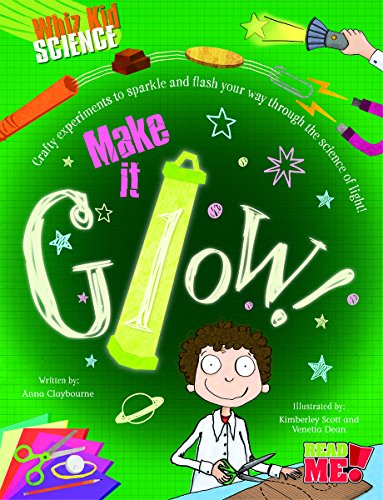 Whiz Kid
SCIENCE
Crafty experiments to sparkle and flash your way through the science of light!
Make
it
Glow!
Written by:
Anna Claybourne
Illustrated by:
Kimberley Scott and
Venetia Dean
READ
ME!